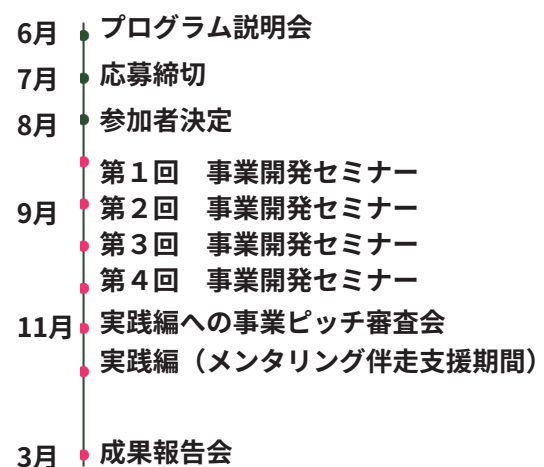 6月 プログラム説明会
7月 応募締切
8月 参加者決定
第１回　事業開発セミナー
9月 第２回　事業開発セミナー
第３回　事業開発セミナー
第４回　事業開発セミナー
11月 実践編への事業ピッチ審査会
実践編（メンタリング伴走支援期間）
3月 成果報告会